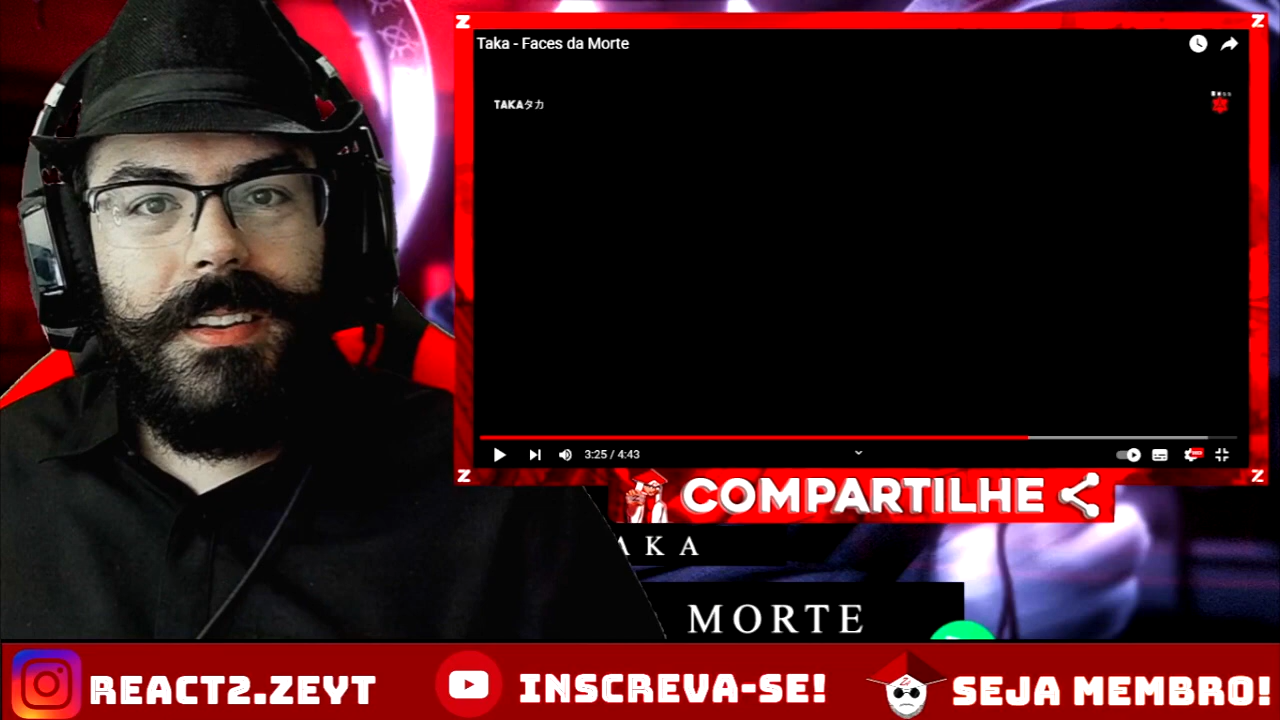 Z
Z
Taka - Faces da Morte
TAKAタカ
3:25 / 4:43
Z
Z
COMPARTILHE
AKA
MORTE
REACT2.ZEYT
INSCREVA-SE!
SEJA MEMBRO!